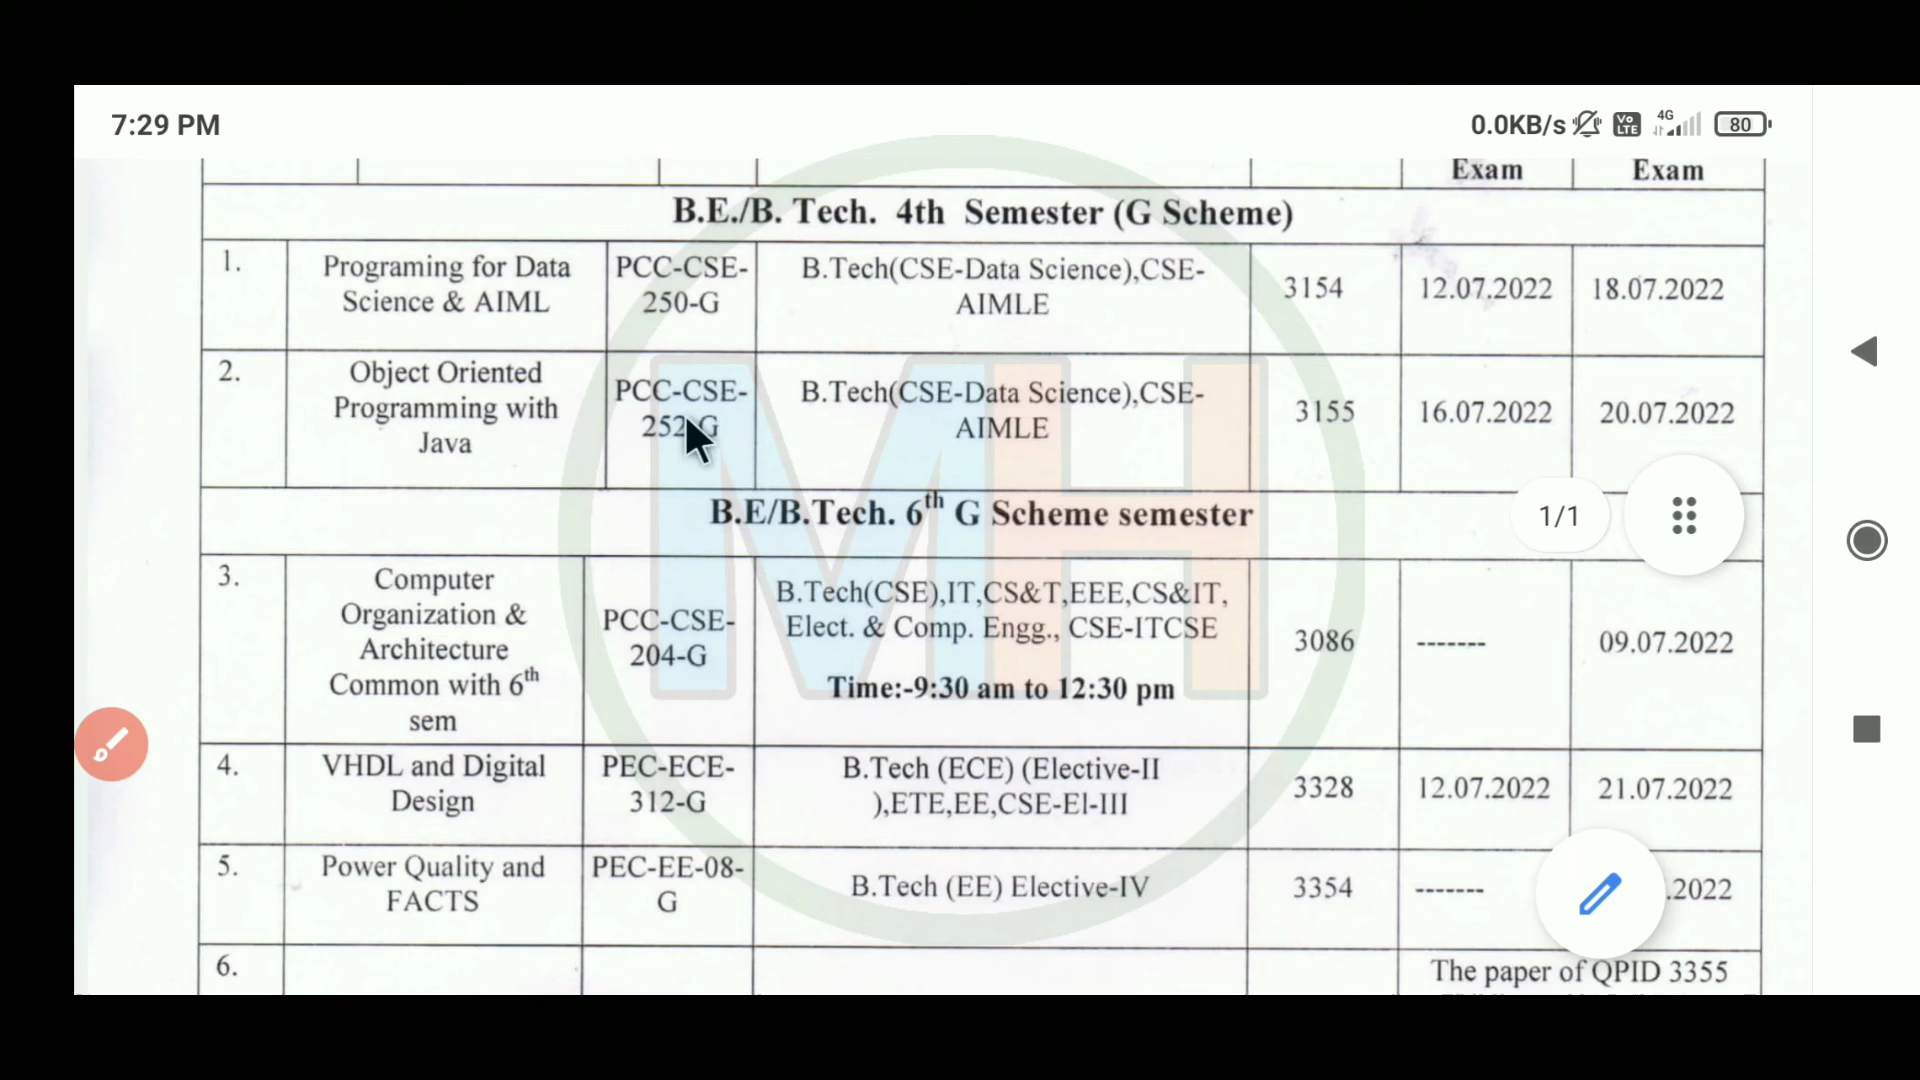 7:29 PM
0.0KB/s
Vo
LTE
4G
80
Exam
Exam
B.E./B. Tech. 4th Semester (G Scheme)
1.
Programing for Data
Science & AIML
PCC-CSE-
250-G
B.Tech(CSE-Data Science),CSE-
AIMLE
3154
12.07.2022
18.07.2022
2.
Object Oriented
Programming with
Java
PCC-CSE-
252-G
B.Tech(CSE-Data Science),CSE-
AIMLE
3155
16.07.2022
20.07.2022
B.E/B.Tech. 6th G Scheme semester
1/1
3.
Computer
Organization &
Architecture
Common with 6th
sem
PCC-CSE-
204-G
B.Tech(CSE),IT,CS&T,EEE,CS&IT,
Elect. & Comp. Engg., CSE-ITCSE
Time:-9:30 am to 12:30 pm
3086
-------
09.07.2022
4.
VHDL and Digital
Design
PEC-ECE-
312-G
B.Tech (ECE) (Elective-II
),ETE,EE,CSE-El-III
3328
12.07.2022
21.07.2022
5.
Power Quality and
FACTS
PEC-EE-08-
G
B.Tech (EE) Elective-IV
3354
-------
.2022
6.
The paper of QPID 3355
MH